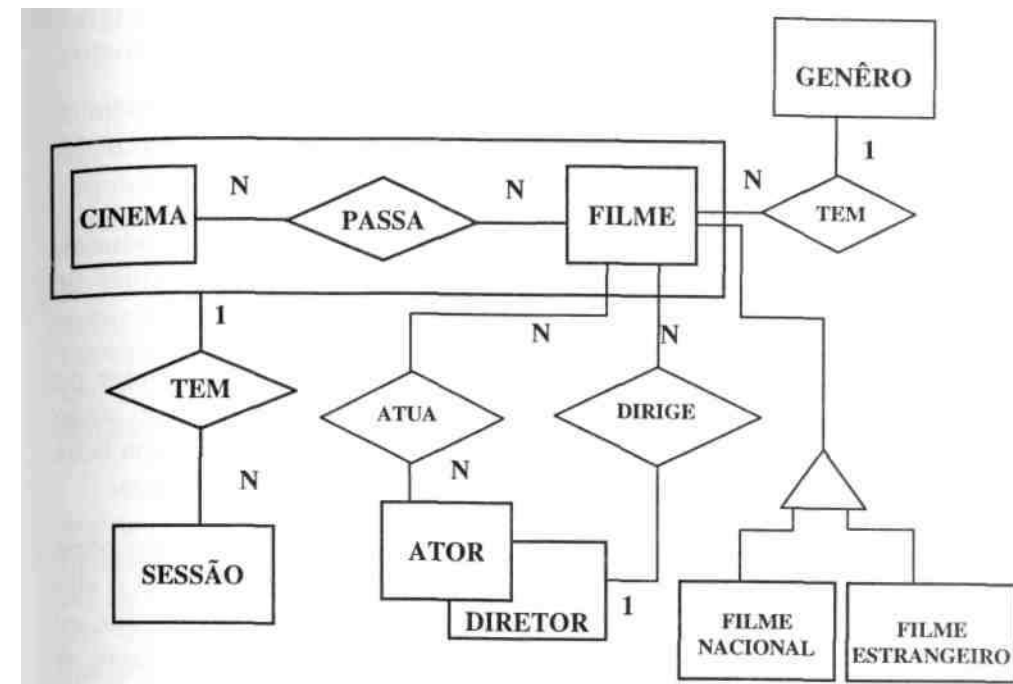 GENÊRO
1
N
N
N
CINEMA
PASSA
FILME
TEM
1
N
N
TEM
ATUA
DIRIGE
N
N
ATOR
SESSÃO
1
DIRETOR
FILME
NACIONAL
FILME
ESTRANGEIRO